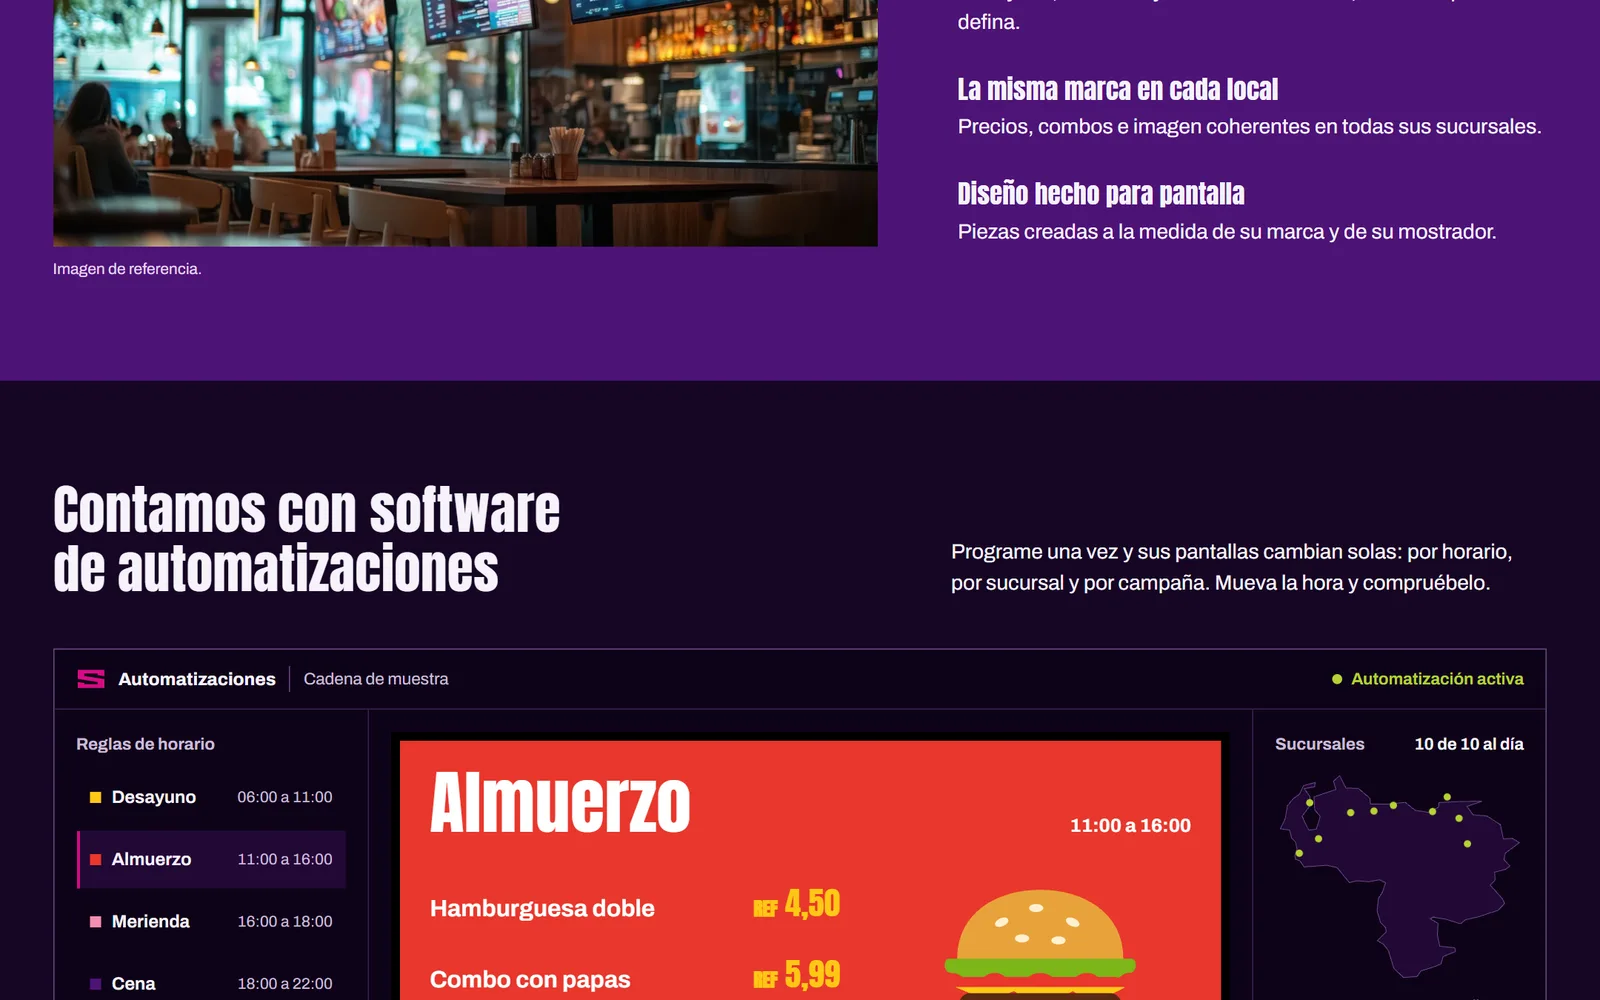 defina.
La misma marca en cada local
Precios, combos e imagen coherentes en todas sus sucursales.
Diseño hecho para pantalla
Piezas creadas a la medida de su marca y de su mostrador.
Imagen de referencia.
Contamos con software
de automatizaciones
Programe una vez y sus pantallas cambian solas: por horario,
por sucursal y por campaña. Mueva la hora y compruébelo.
Automatizaciones
Cadena de muestra
Automatización activa
Reglas de horario
Desayuno 06:00 a 11:00
Almuerzo 11:00 a 16:00
Merienda 16:00 a 18:00
Cena 18:00 a 22:00
Almuerzo
11:00 a 16:00
Hamburguesa doble REF 4,50
Combo con papas REF 5,99
Sucursales 10 de 10 al día